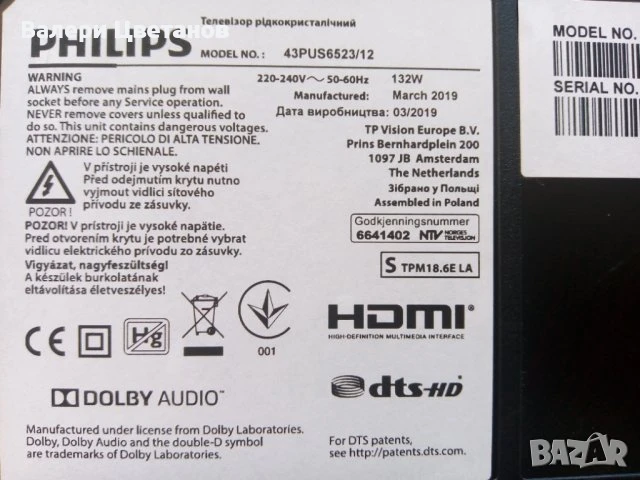 Валери Цветанов
Телевізор рідкокристалічний
PHILIPS MODEL NO.: 43PUS6523/12
WARNING
ALWAYS remove mains plug from wall
socket before any Service operation.
NEVER remove covers unless qualified to
do so. This unit contains dangerous voltages.
ATTENZIONE: PERICOLO DI ALTA TENSIONE.
NON APRIRE LO SCHIENALE.
V přístroji je vysoké napětí
Před odejmutím krytu nutno
vyjmout vidlici síťového
přívodu ze zásuvky.
POZOR!
POZOR! V prístroji je vysoké napätie.
Pred otvorením krytu je potrebné vybrat
vidlicu elektrického prívodu zo zásuvky.
Vigyázat, nagyfeszültség!
A készülek burkolatának
eltávolítása életveszélyes!
220-240V ~ 50-60Hz 132W
Manufactured: March 2019
Дата виробництва: 03/2019
TP Vision Europe B.V.
Prins Bernhardplein 200
1097 JB Amsterdam
The Netherlands
Зібрано у Польщі
Assembled in Poland
Godkjenningsnummer
6641402 NTV NORGES TELEVISJON
S TPM18.6E LA
CE Hg 001
HDMI
HIGH-DEFINITION MULTIMEDIA INTERFACE
DOLBY AUDIO™
dts-HD
Manufactured under license from Dolby Laboratories.
Dolby, Dolby Audio and the double-D symbol
are trademarks of Dolby Laboratories.
For DTS patents,
see http://patents.dts.com.
MODEL NO.
SERIAL NO.
BAZAR